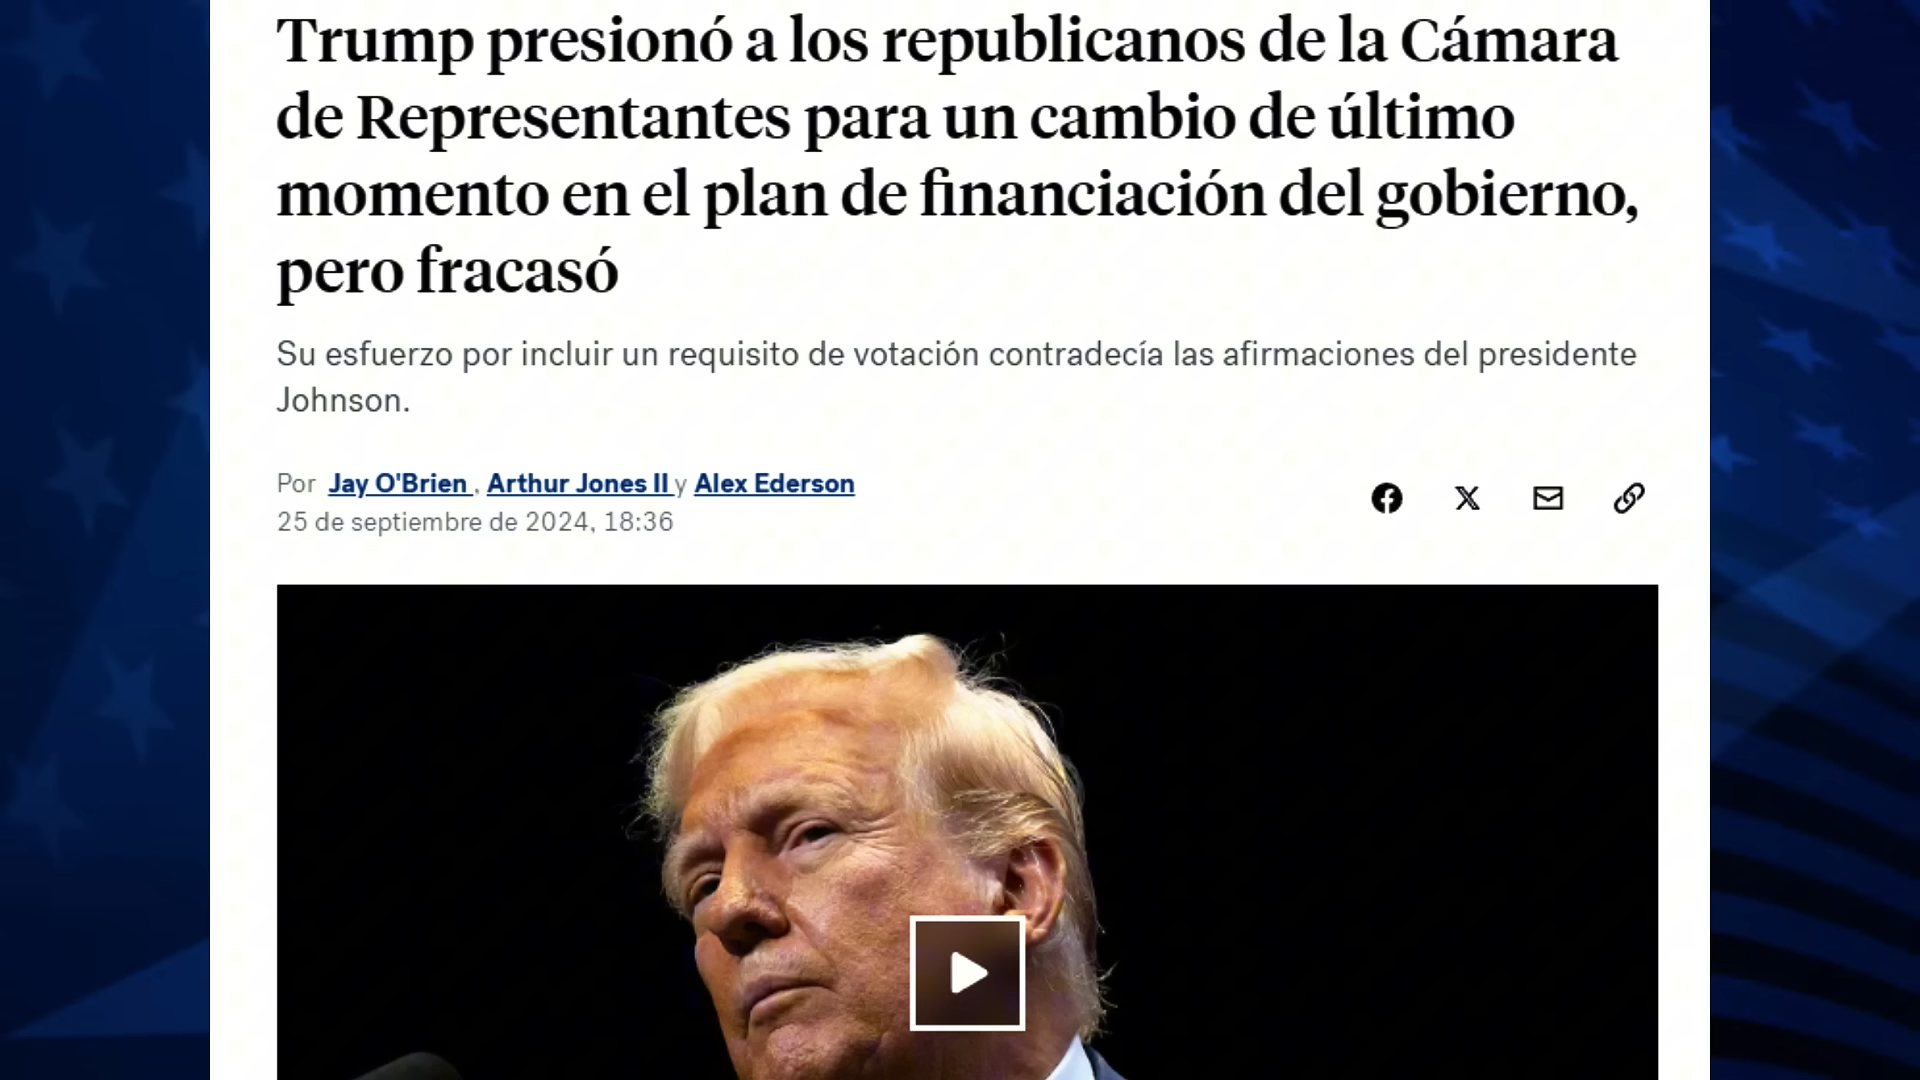 Trump presionó a los republicanos de la Cámara
de Representantes para un cambio de último
momento en el plan de financiación del gobierno,
pero fracasó
Su esfuerzo por incluir un requisito de votación contradecía las afirmaciones del presidente
Johnson.
Por Jay O'Brien , Arthur Jones II y Alex Ederson
25 de septiembre de 2024, 18:36